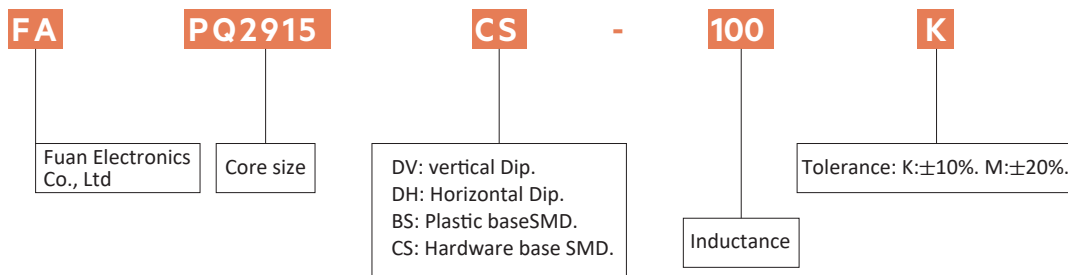 FA PQ2915 CS - 100 K
Fuan Electronics
Co., Ltd
Core size
DV: vertical Dip.
DH: Horizontal Dip.
BS: Plastic baseSMD.
CS: Hardware base SMD.
Inductance
Tolerance: K:±10%. M:±20%.